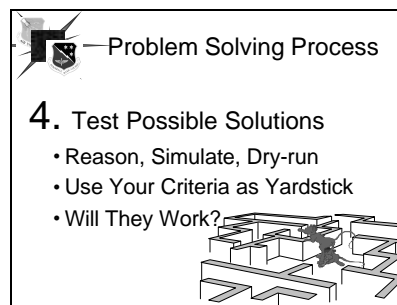 Problem Solving Process
4. Test Possible Solutions
• Reason, Simulate, Dry-run
• Use Your Criteria as Yardstick
• Will They Work?